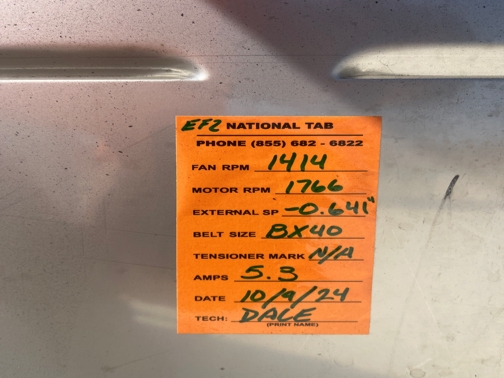 EF2 NATIONAL TAB
PHONE (855) 682 - 6822
FAN RPM 1414
MOTOR RPM 1766
EXTERNAL SP -0.641"
BELT SIZE BX40
TENSIONER MARK N/A
AMPS 5.3
DATE 10/9/24
TECH: DALE
(PRINT NAME)